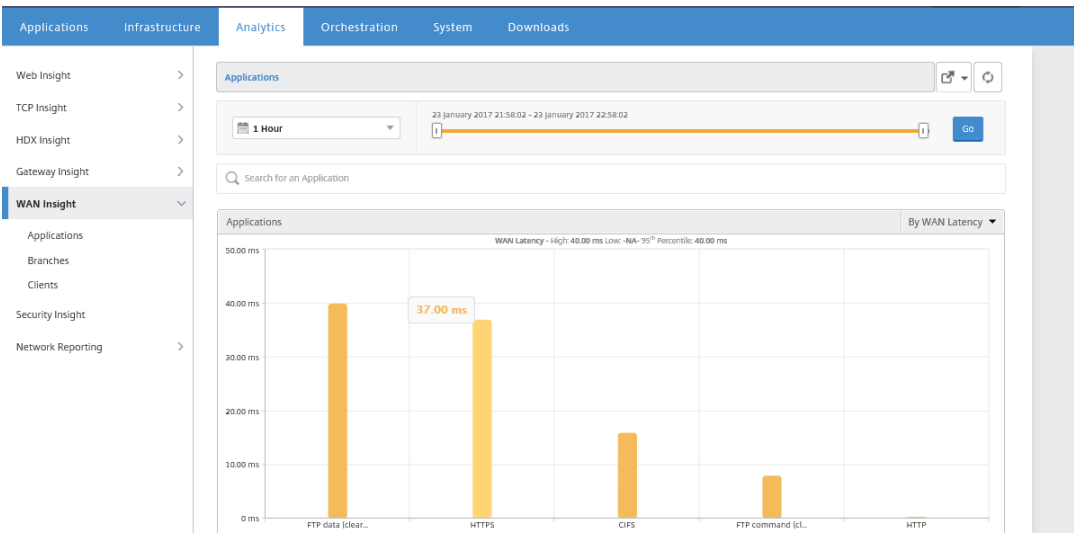 Applications Infrastructure Analytics Orchestration System Downloads
Web Insight
TCP Insight
HDX Insight
Gateway Insight
WAN Insight
Applications
Branches
Clients
Security Insight
Network Reporting
Applications
1 Hour
23 January 2017 21:58:02 - 23 January 2017 22:58:02
Go
Search for an Application
Applications
By WAN Latency
WAN Latency - High: 40.00 ms Low: -NA- 95th Percentile: 40.00 ms
50.00 ms
40.00 ms
37.00 ms
30.00 ms
20.00 ms
10.00 ms
0 ms
FTP data (clear... HTTPS CIFS FTP command (cl... HTTP